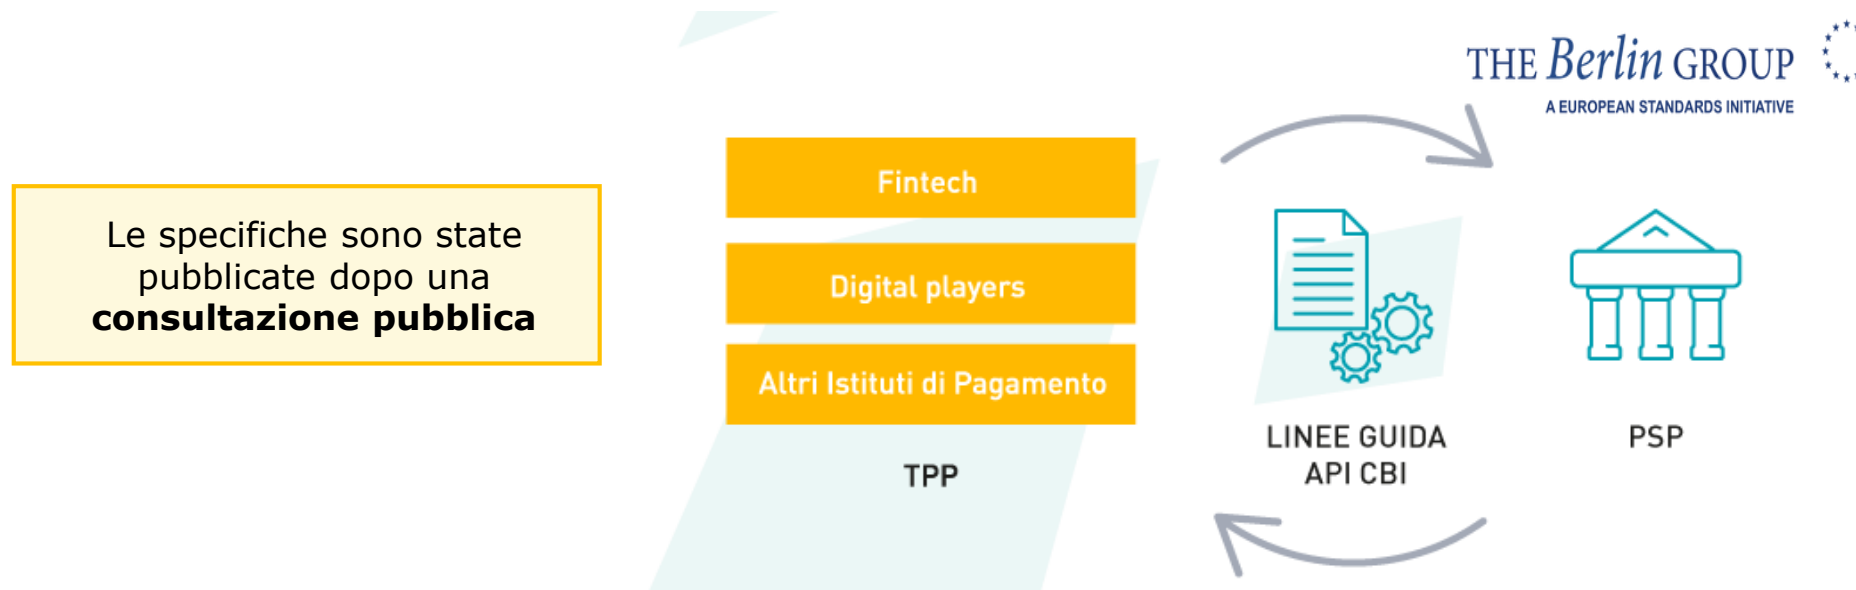 THE Berlin GROUP
A EUROPEAN STANDARDS INITIATIVE
Le specifiche sono state
pubblicate dopo una
consultazione pubblica
Fintech
Digital players
Altri Istituti di Pagamento
TPP
LINEE GUIDA
API CBI
PSP